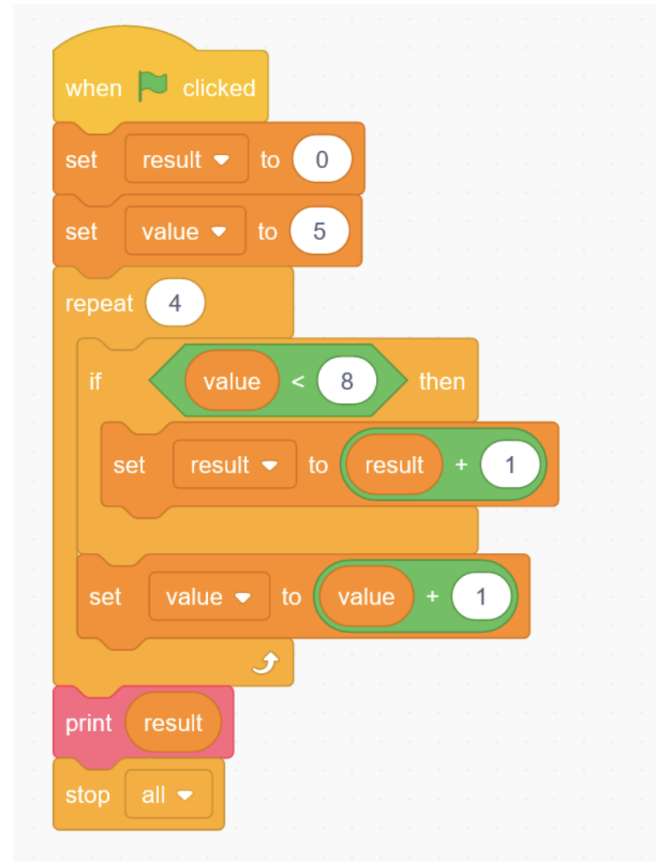 when clicked
set result to 0
set value to 5
repeat 4
if value < 8 then
set result to result + 1
set value to value + 1
print result
stop all